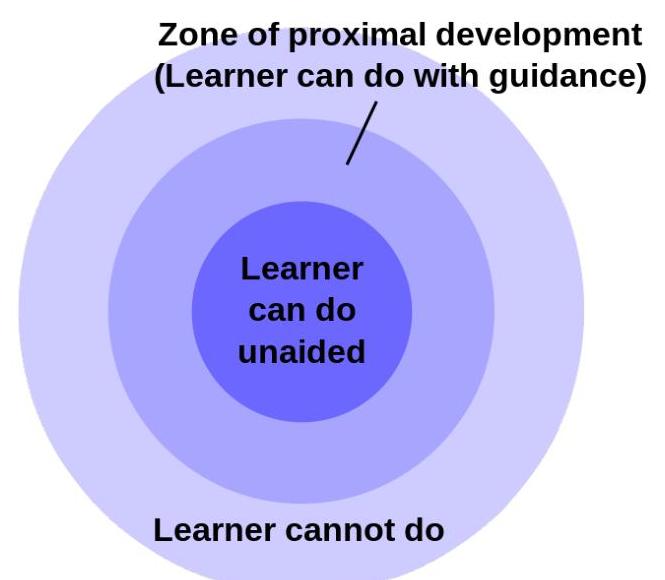 Zone of proximal development
(Learner can do with guidance)
Learner
can do
unaided
Learner cannot do